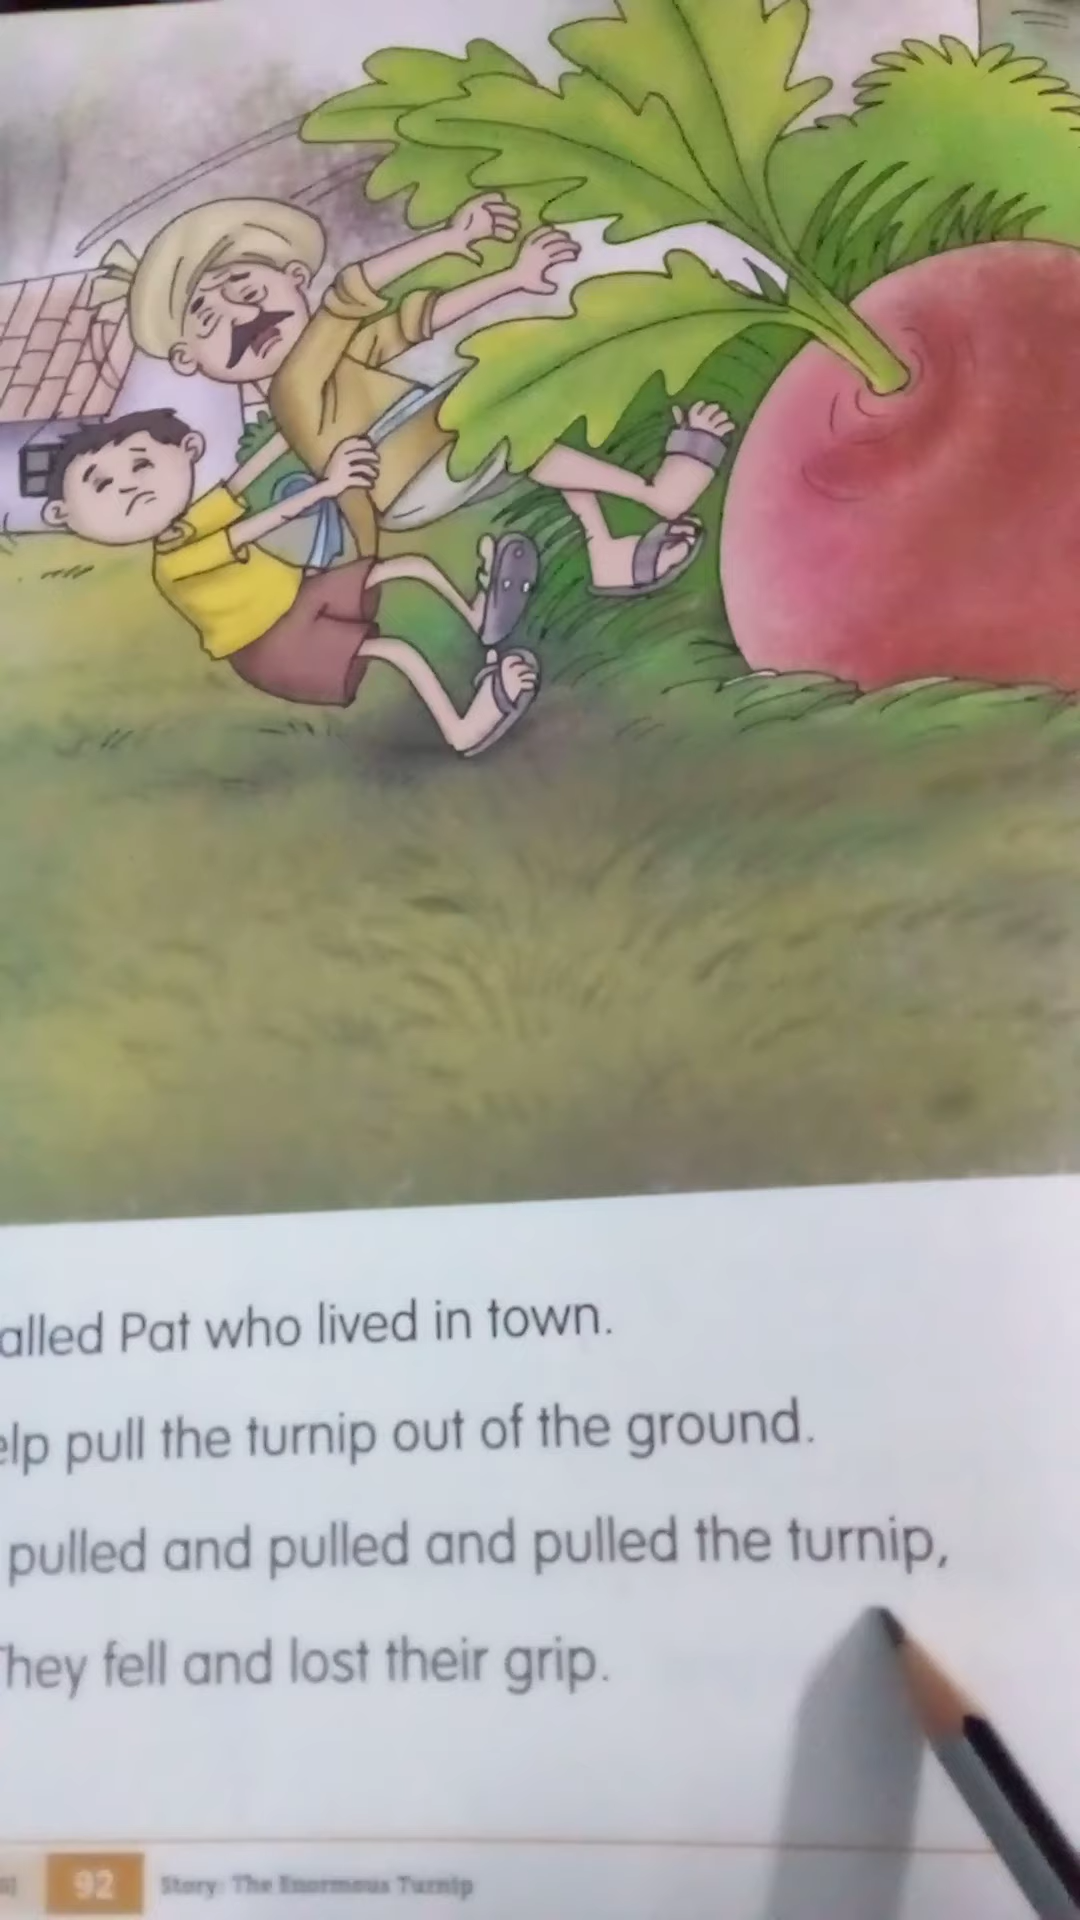 alled Pat who lived in town.
elp pull the turnip out of the ground.
pulled and pulled and pulled the turnip,
They fell and lost their grip.
92 Story: The Enormous Turnip